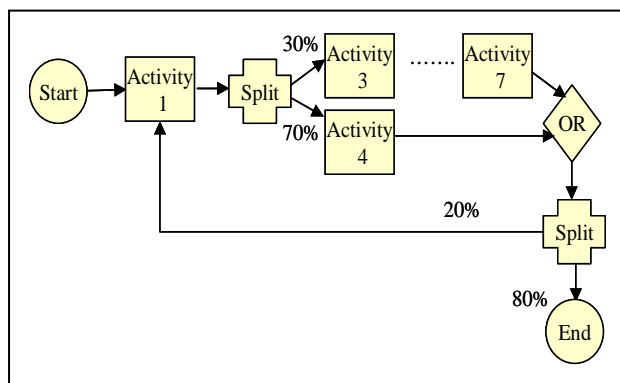 Start
Activity
1
Split
30%
Activity
3
.......
Activity
7
70%
Activity
4
OR
20%
Split
80%
End